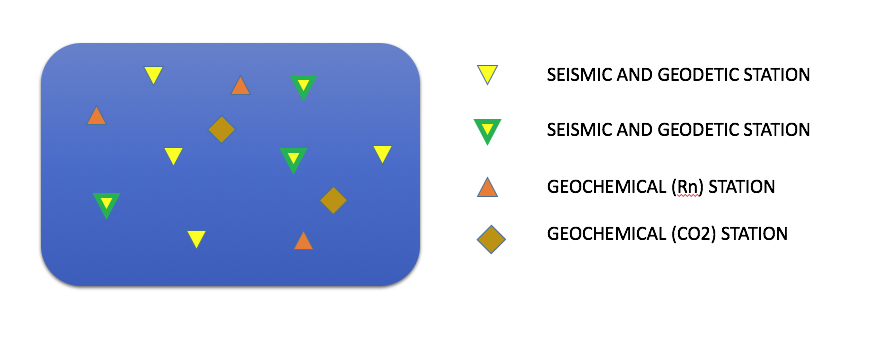 SEISMIC AND GEODETIC STATION
SEISMIC AND GEODETIC STATION
GEOCHEMICAL (Rn) STATION
GEOCHEMICAL (CO2) STATION